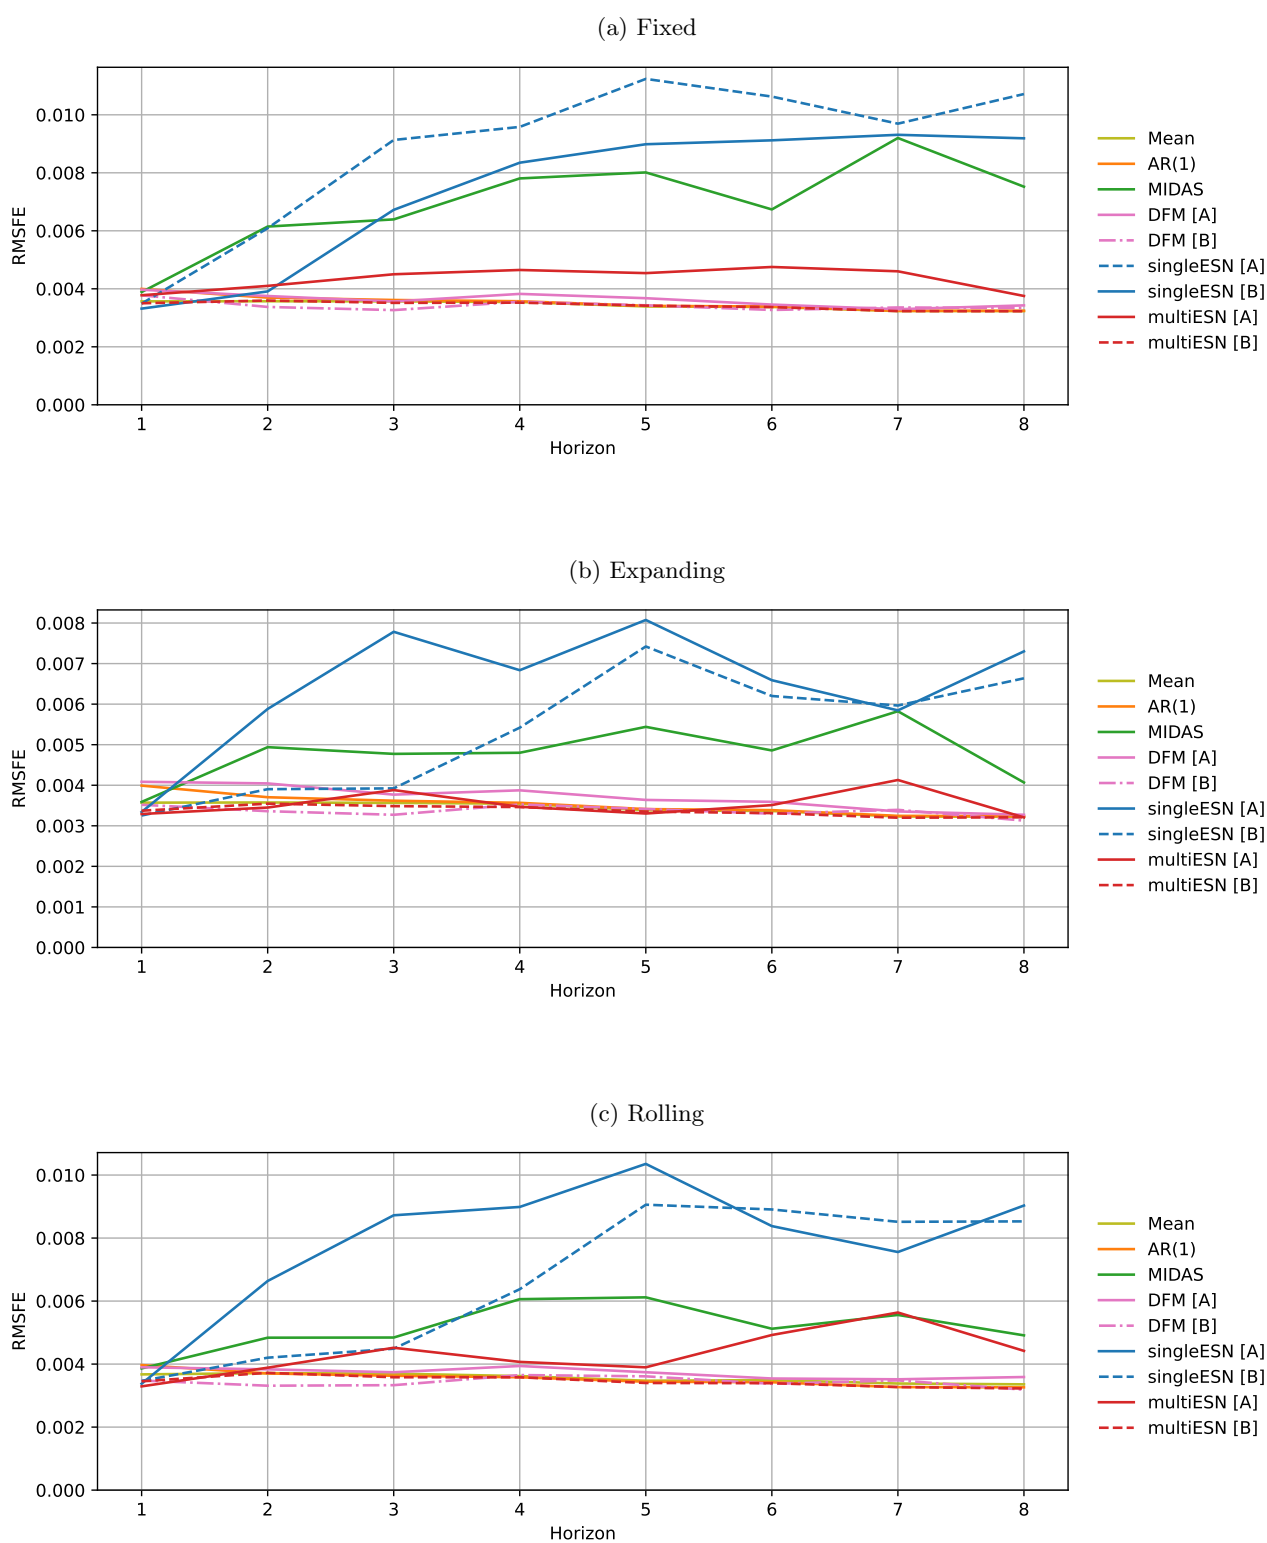 (a) Fixed
0.010
0.008
0.006
0.004
0.002
0.000
RMSFE
1 2 3 4 5 6 7 8
Horizon
Mean
AR(1)
MIDAS
DFM [A]
DFM [B]
singleESN [A]
singleESN [B]
multiESN [A]
multiESN [B]
(b) Expanding
0.008
0.007
0.006
0.005
0.004
0.003
0.002
0.001
0.000
RMSFE
1 2 3 4 5 6 7 8
Horizon
Mean
AR(1)
MIDAS
DFM [A]
DFM [B]
singleESN [A]
singleESN [B]
multiESN [A]
multiESN [B]
(c) Rolling
0.010
0.008
0.006
0.004
0.002
0.000
RMSFE
1 2 3 4 5 6 7 8
Horizon
Mean
AR(1)
MIDAS
DFM [A]
DFM [B]
singleESN [A]
singleESN [B]
multiESN [A]
multiESN [B]